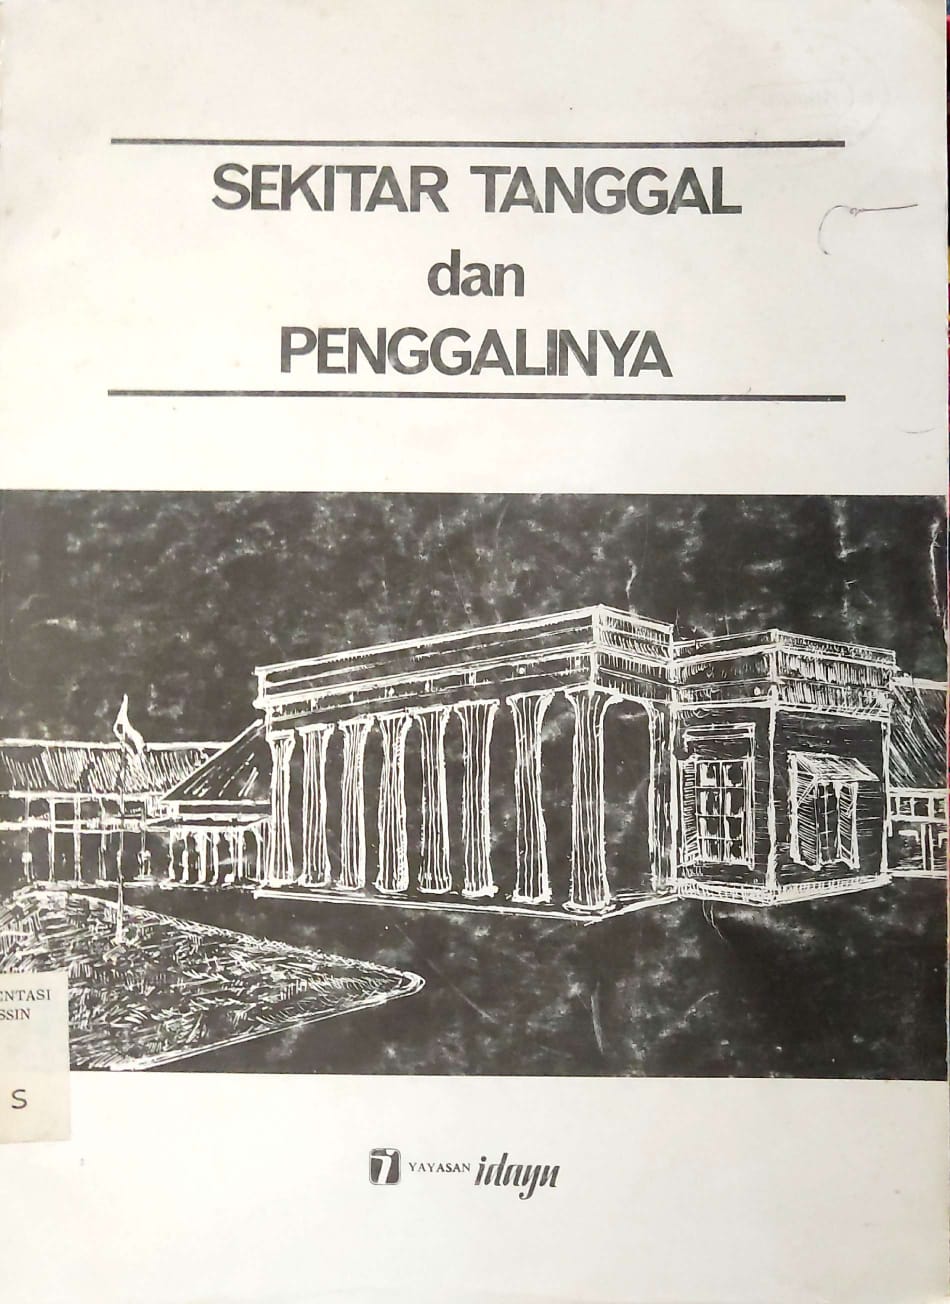 SEKITAR TANGGAL
dan
PENGGALINYA
ENTASI
SSIN
S
YAYASAN idayu